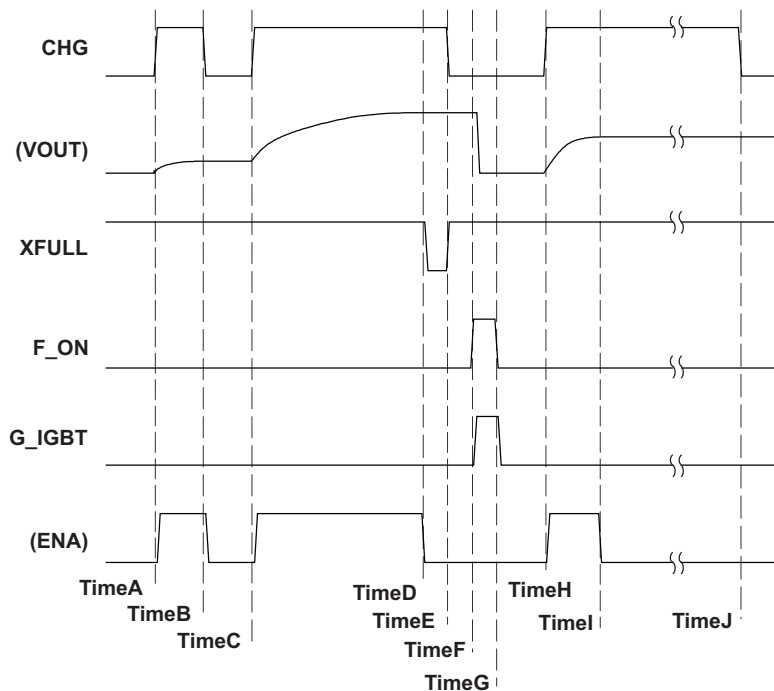 CHG
(VOUT)
XFULL
F_ON
G_IGBT
(ENA)
TimeA
TimeB
TimeC
TimeD
TimeE
TimeF
TimeG
TimeH
TimeI
TimeJ